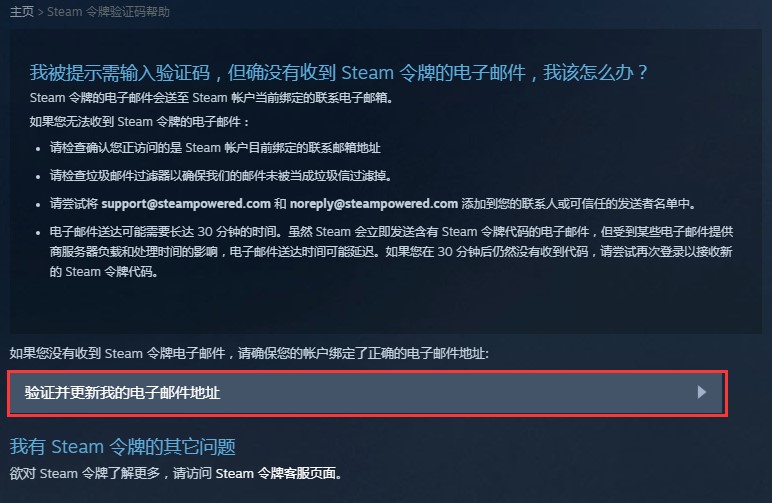 主页 > Steam 令牌验证码帮助
我被提示需输入验证码，但确没有收到 Steam 令牌的电子邮件，我该怎么办？
Steam 令牌的电子邮件会送至 Steam 帐户当前绑定的联系电子邮箱。
如果您无法收到 Steam 令牌的电子邮件：
• 请检查确认您正访问的是 Steam 帐户目前绑定的联系邮箱地址
• 请检查垃圾邮件过滤器以确保我们的邮件未被当成垃圾信过滤掉。
• 请尝试将 support@steampowered.com 和 noreply@steampowered.com 添加到您的联系人或可信任的发送者名单中。
• 电子邮件送达可能需要长达 30 分钟的时间。虽然 Steam 会立即发送含有 Steam 令牌代码的电子邮件，但受到某些电子邮件提供
商服务器负载和处理时间的影响，电子邮件送达时间可能延迟。如果您在 30 分钟后仍然没有收到代码，请尝试再次登录以接收新
的 Steam 令牌代码。
如果您没有收到 Steam 令牌电子邮件，请确保您的帐户绑定了正确的电子邮件地址:
验证并更新我的电子邮件地址
我有 Steam 令牌的其它问题
欲对 Steam 令牌了解更多，请访问 Steam 令牌客服页面。